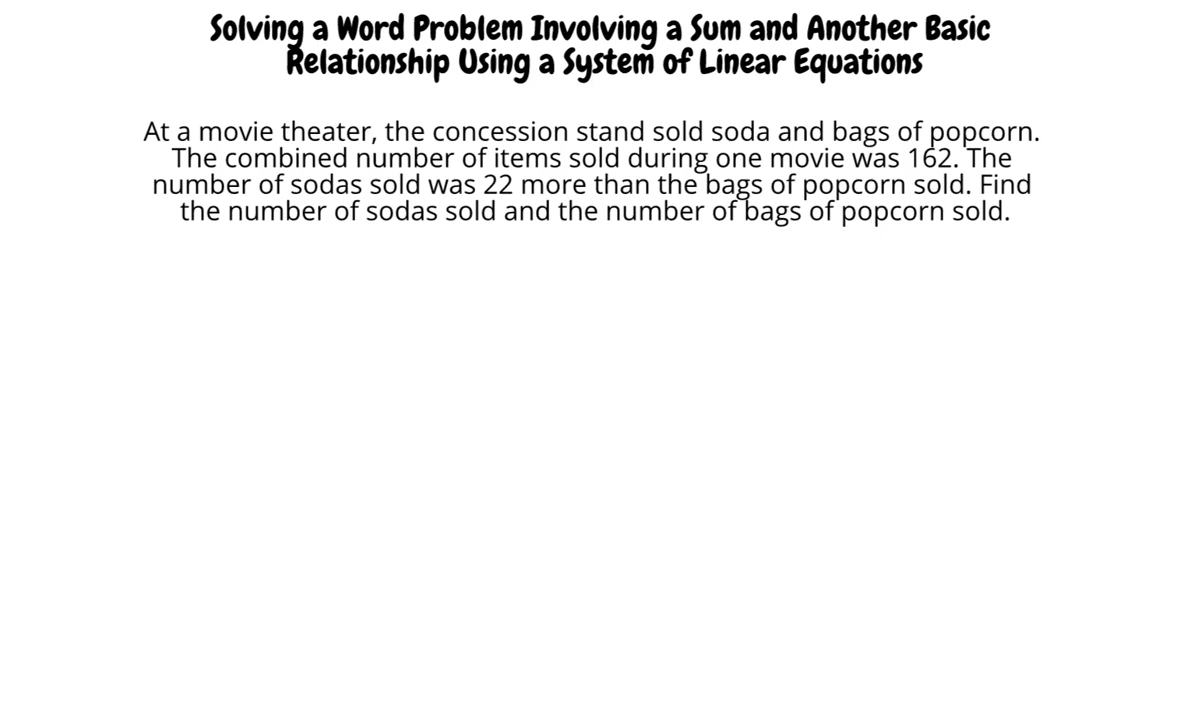 Solving a Word Problem Involving a Sum and Another Basic
Relationship Using a System of Linear Equations
At a movie theater, the concession stand sold soda and bags of popcorn.
The combined number of items sold during one movie was 162. The
number of sodas sold was 22 more than the bags of popcorn sold. Find
the number of sodas sold and the number of bags of popcorn sold.